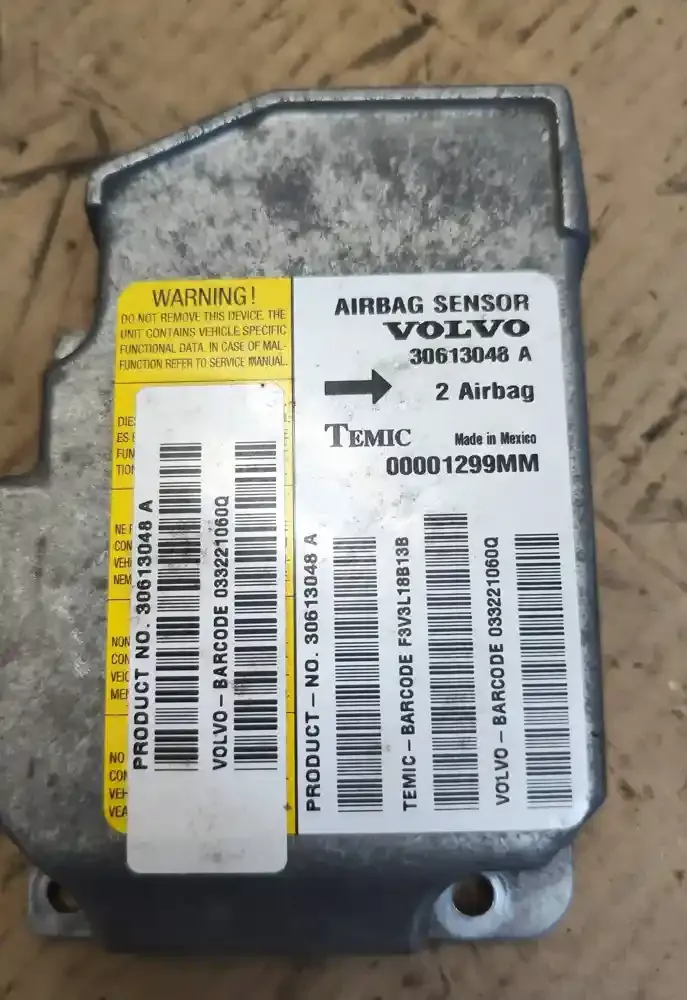 WARNING!
DO NOT REMOVE THIS DEVICE. THE
UNIT CONTAINS VEHICLE SPECIFIC
FUNCTIONAL DATA. IN CASE OF MAL-
FUNCTION REFER TO SERVICE MANUAL.
AIRBAG SENSOR
VOLVO
30613048 A
2 Airbag
TEMIC
Made in Mexico
00001299MM
PRODUCT NO. 30613048 A
VOLVO-BARCODE 033221060Q
PRODUCT-NO. 30613048 A
TEMIC-BARCODE F3V3L18B13B
VOLVO-BARCODE 033221060Q
NON
NO